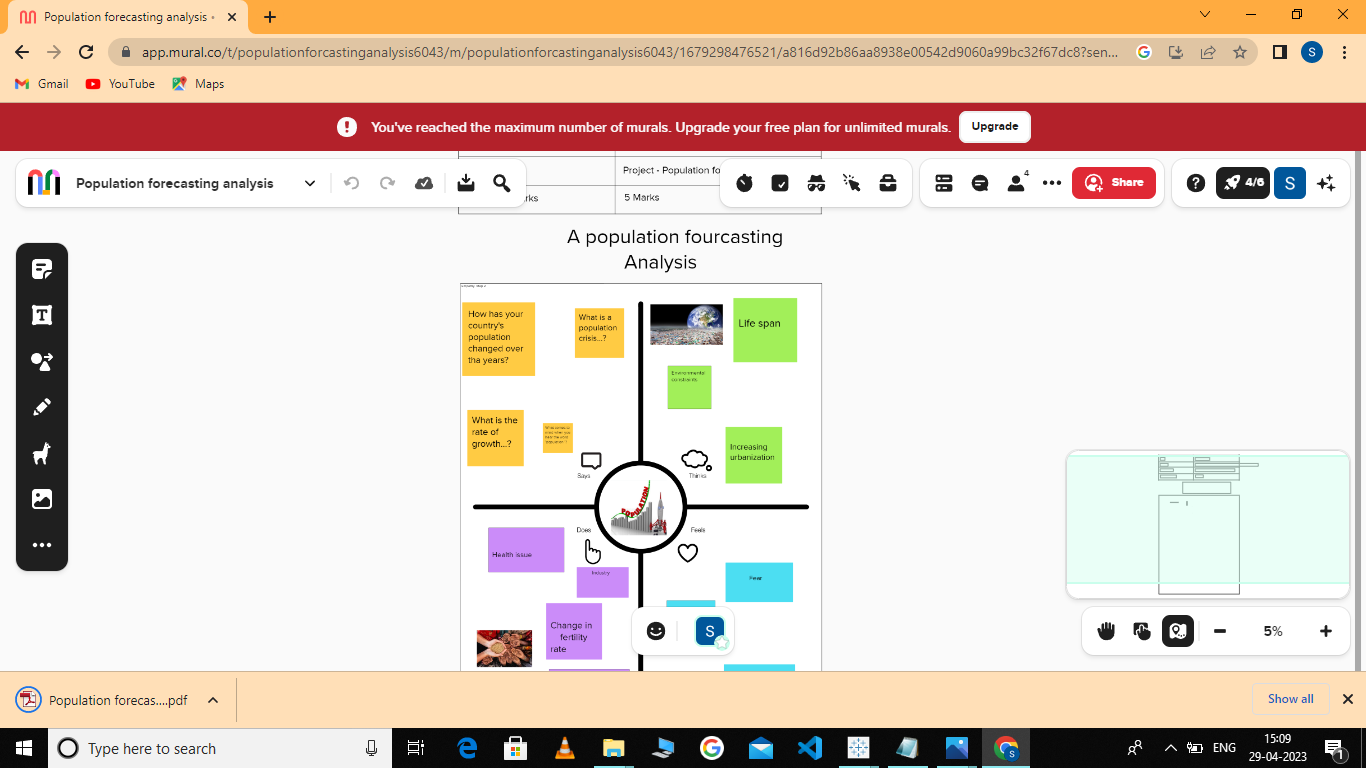 Population forecasting analysis •
app.mural.co/t/populationforcastinganalysis6043/m/populationforcastinganalysis6043/1679298476521/a816d92b86aa8938e00542d9060a99bc32f67dc8?sen...
S
Gmail
YouTube
Maps
You've reached the maximum number of murals. Upgrade your free plan for unlimited murals.
Upgrade
Project - Population fo
rks
5 Marks
Population forecasting analysis
4
Share
4/6
S
A population fourcasting
Analysis
How has your
country's
population
changed over
tha years?
What is a
population
crisis...?
Life span
Environmental
constraints
What is the
rate of
growth...?
Increasing
urbanization
Says
Thinks
POPULATION
Does
Feels
Health issue
Industry
Fear
Change in
fertility
rate
S
5%
Population forecas....pdf
Show all
Type here to search
S
ENG
15:09
29-04-2023
1